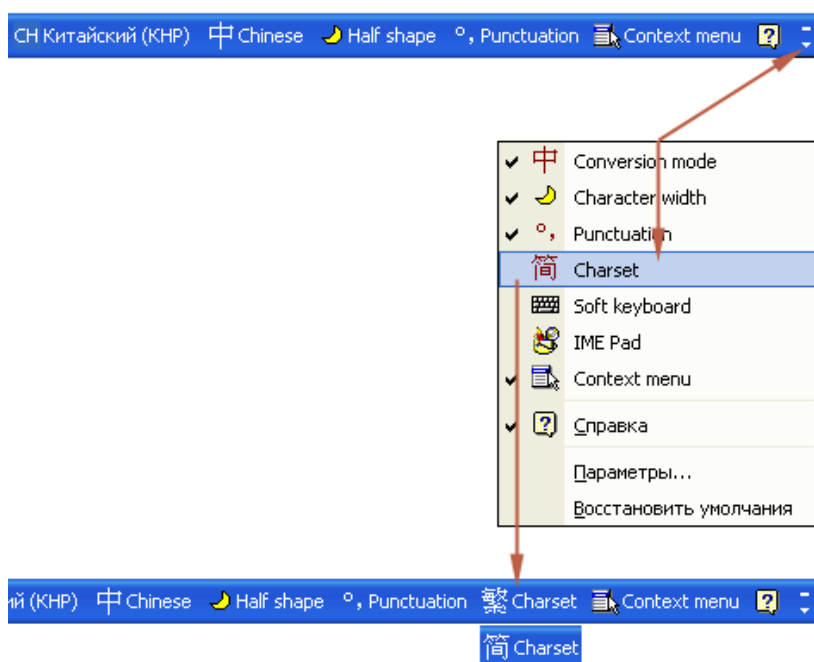 CH Китайский (КНР) 中 Chinese Half shape °, Punctuation Context menu ?
中 Conversion mode
Character width
°, Punctuation
简 Charset
Soft keyboard
IME Pad
Context menu
? Справка
Параметры...
Восстановить умолчания
ий (КНР) 中 Chinese Half shape °, Punctuation 繁 Charset Context menu ?
简 Charset